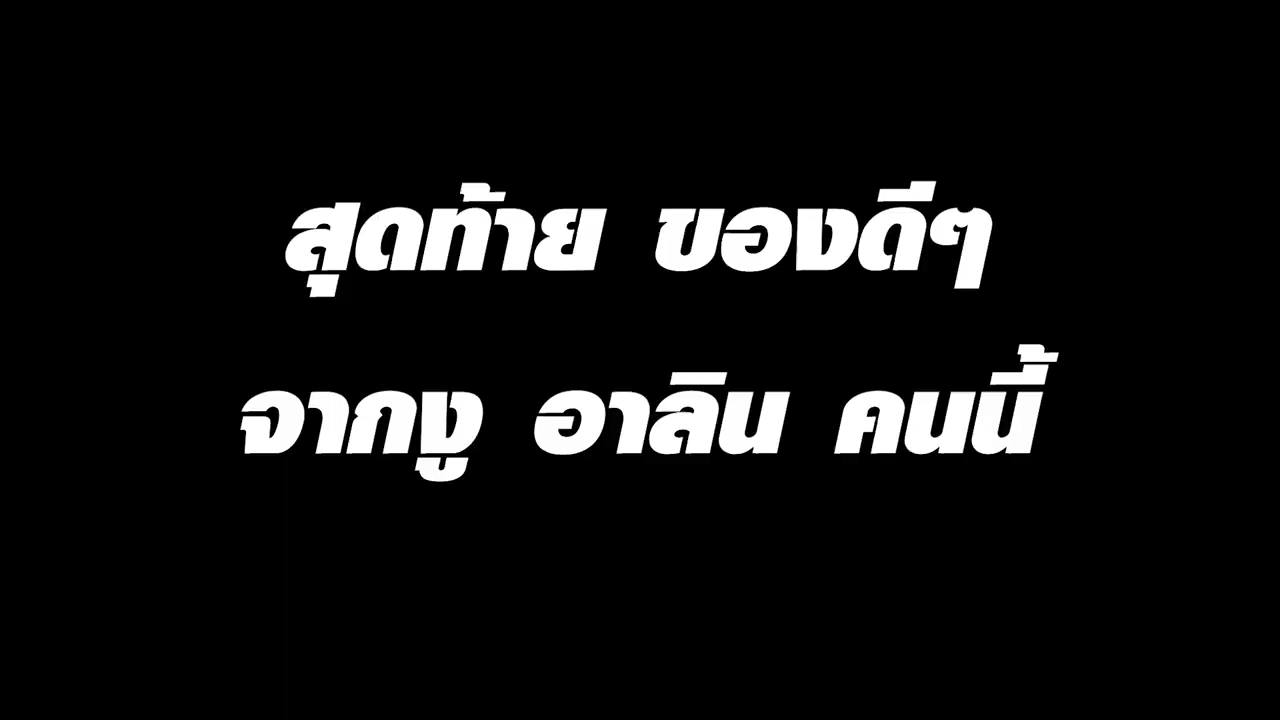 สุดท้าย ของดีๆ
จากงู อาลิน คนนี้